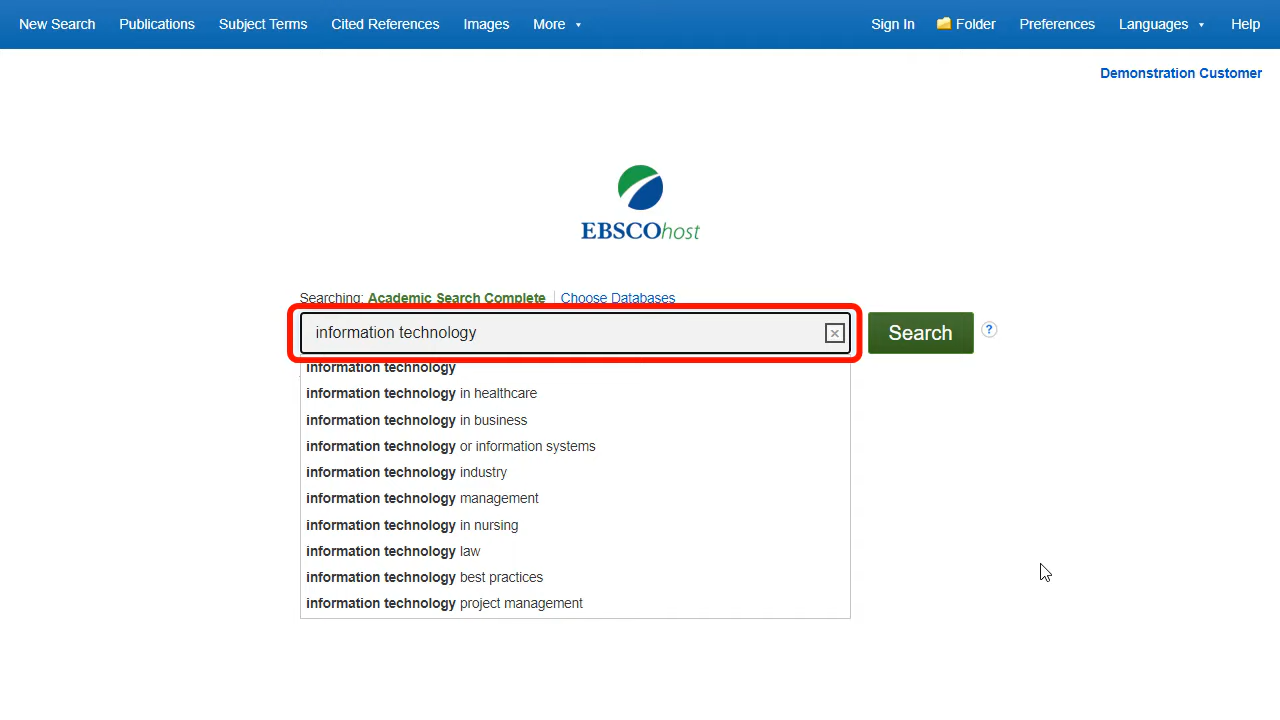 New Search Publications Subject Terms Cited References Images More Sign In Folder Preferences Languages Help
Demonstration Customer
EBSCOhost
Searching: Academic Search Complete Choose Databases
information technology Search ?
information technology
information technology in healthcare
information technology in business
information technology or information systems
information technology industry
information technology management
information technology in nursing
information technology law
information technology best practices
information technology project management